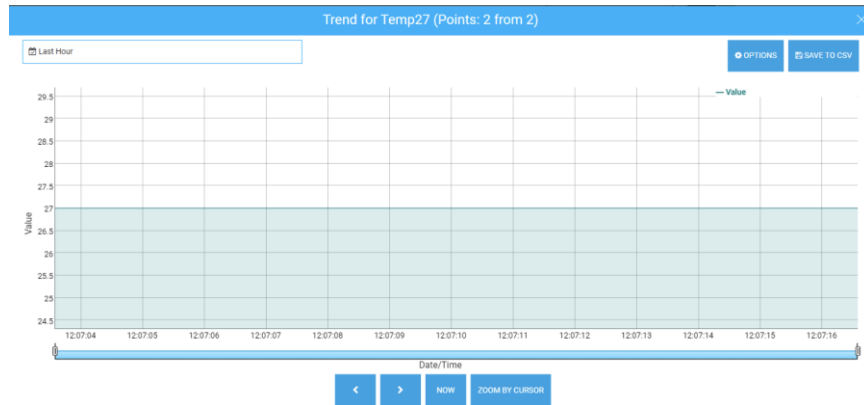 Trend for Temp27 (Points: 2 from 2)
Last Hour
OPTIONS
SAVE TO CSV
Value
29.5
29
28.5
28
27.5
27
26.5
26
25.5
25
24.5
Value
12:07:04 12:07:05 12:07:06 12:07:07 12:07:08 12:07:09 12:07:10 12:07:11 12:07:12 12:07:13 12:07:14 12:07:15 12:07:16
Date/Time
NOW
ZOOM BY CURSOR